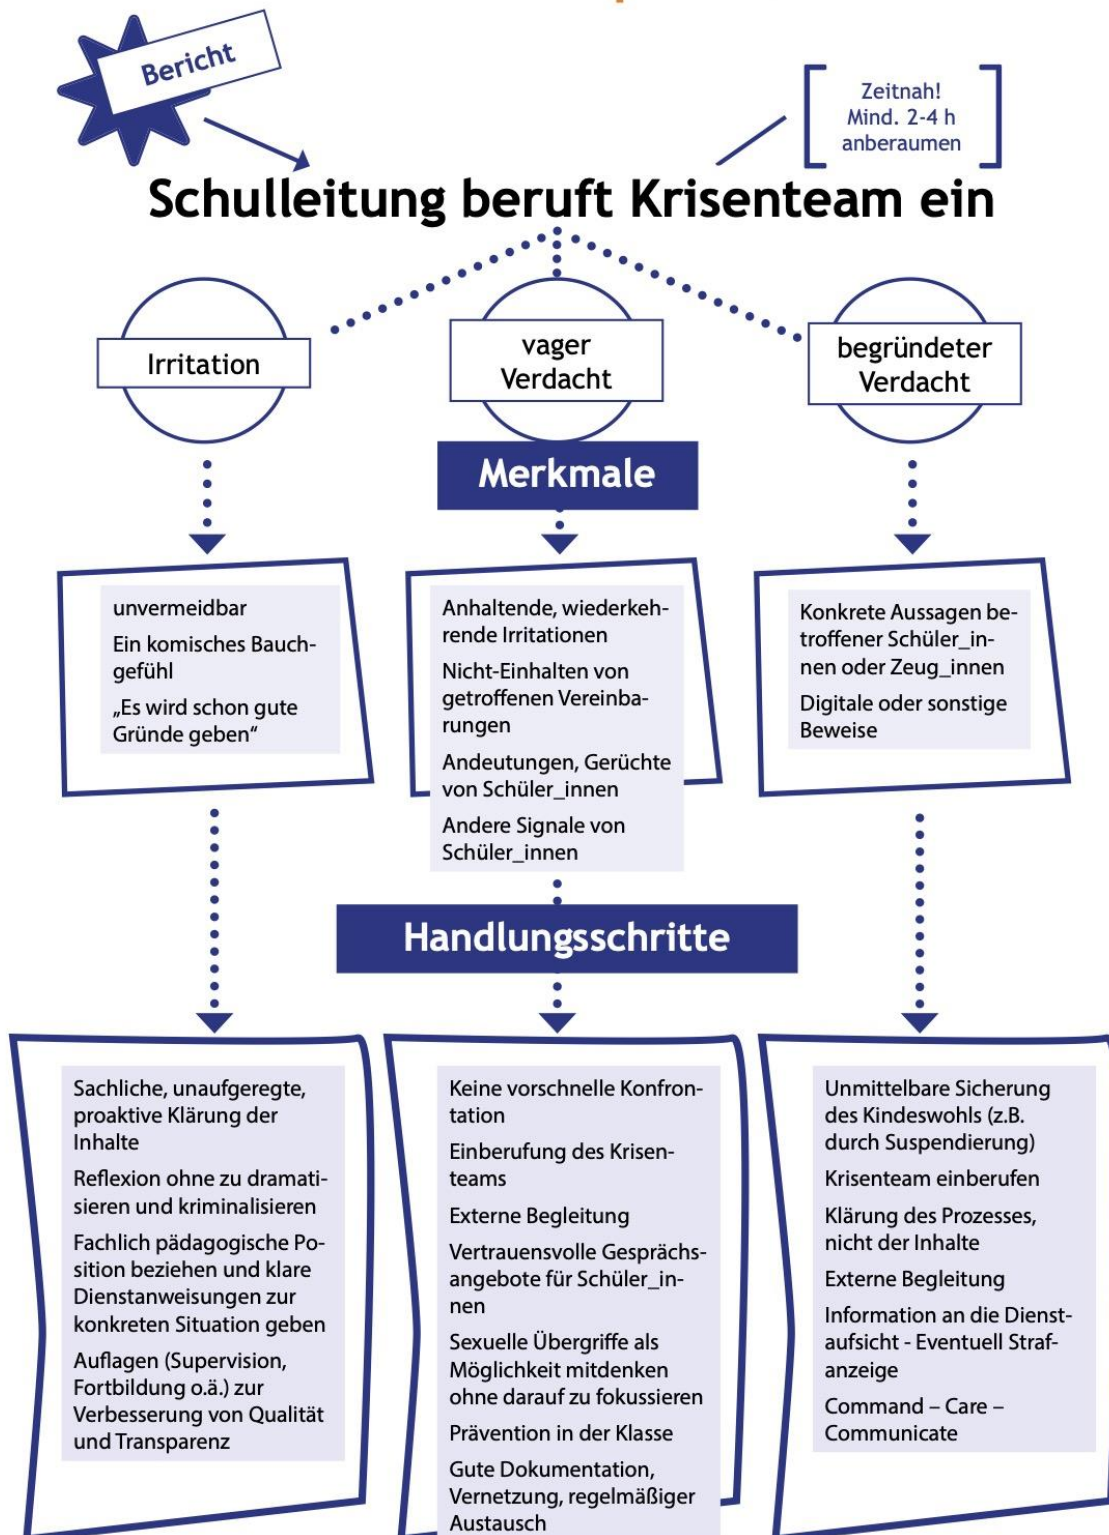 Bericht
Zeitnah!
Mind. 2-4 h
anberaumen
Schulleitung beruft Krisenteam ein
Irritation
vager
Verdacht
begründeter
Verdacht
Merkmale
unvermeidbar
Ein komisches Bauch-
gefühl
„Es wird schon gute
Gründe geben“
Anhaltende, wiederkeh-
rende Irritationen
Nicht-Einhalten von
getroffenen Vereinba-
rungen
Andeutungen, Gerüchte
von Schüler_innen
Andere Signale von
Schüler_innen
Konkrete Aussagen be-
troffener Schüler_in-
nen oder Zeug_innen
Digitale oder sonstige
Beweise
Handlungsschritte
Sachliche, unaufgeregte,
proaktive Klärung der
Inhalte
Reflexion ohne zu dramati-
sieren und kriminalisieren
Fachlich pädagogische Po-
sition beziehen und klare
Dienstanweisungen zur
konkreten Situation geben
Auflagen (Supervision,
Fortbildung o.ä.) zur
Verbesserung von Qualität
und Transparenz
Keine vorschnelle Konfron-
tation
Einberufung des Krisen-
teams
Externe Begleitung
Vertrauensvolle Gesprächs-
angebote für Schüler_in-
nen
Sexuelle Übergriffe als
Möglichkeit mitdenken
ohne darauf zu fokussieren
Prävention in der Klasse
Gute Dokumentation,
Vernetzung, regelmäßiger
Austausch
Unmittelbare Sicherung
des Kindeswohls (z.B.
durch Suspendierung)
Krisenteam einberufen
Klärung des Prozesses,
nicht der Inhalte
Externe Begleitung
Information an die Dienst-
aufsicht - Eventuell Straf-
anzeige
Command – Care –
Communicate